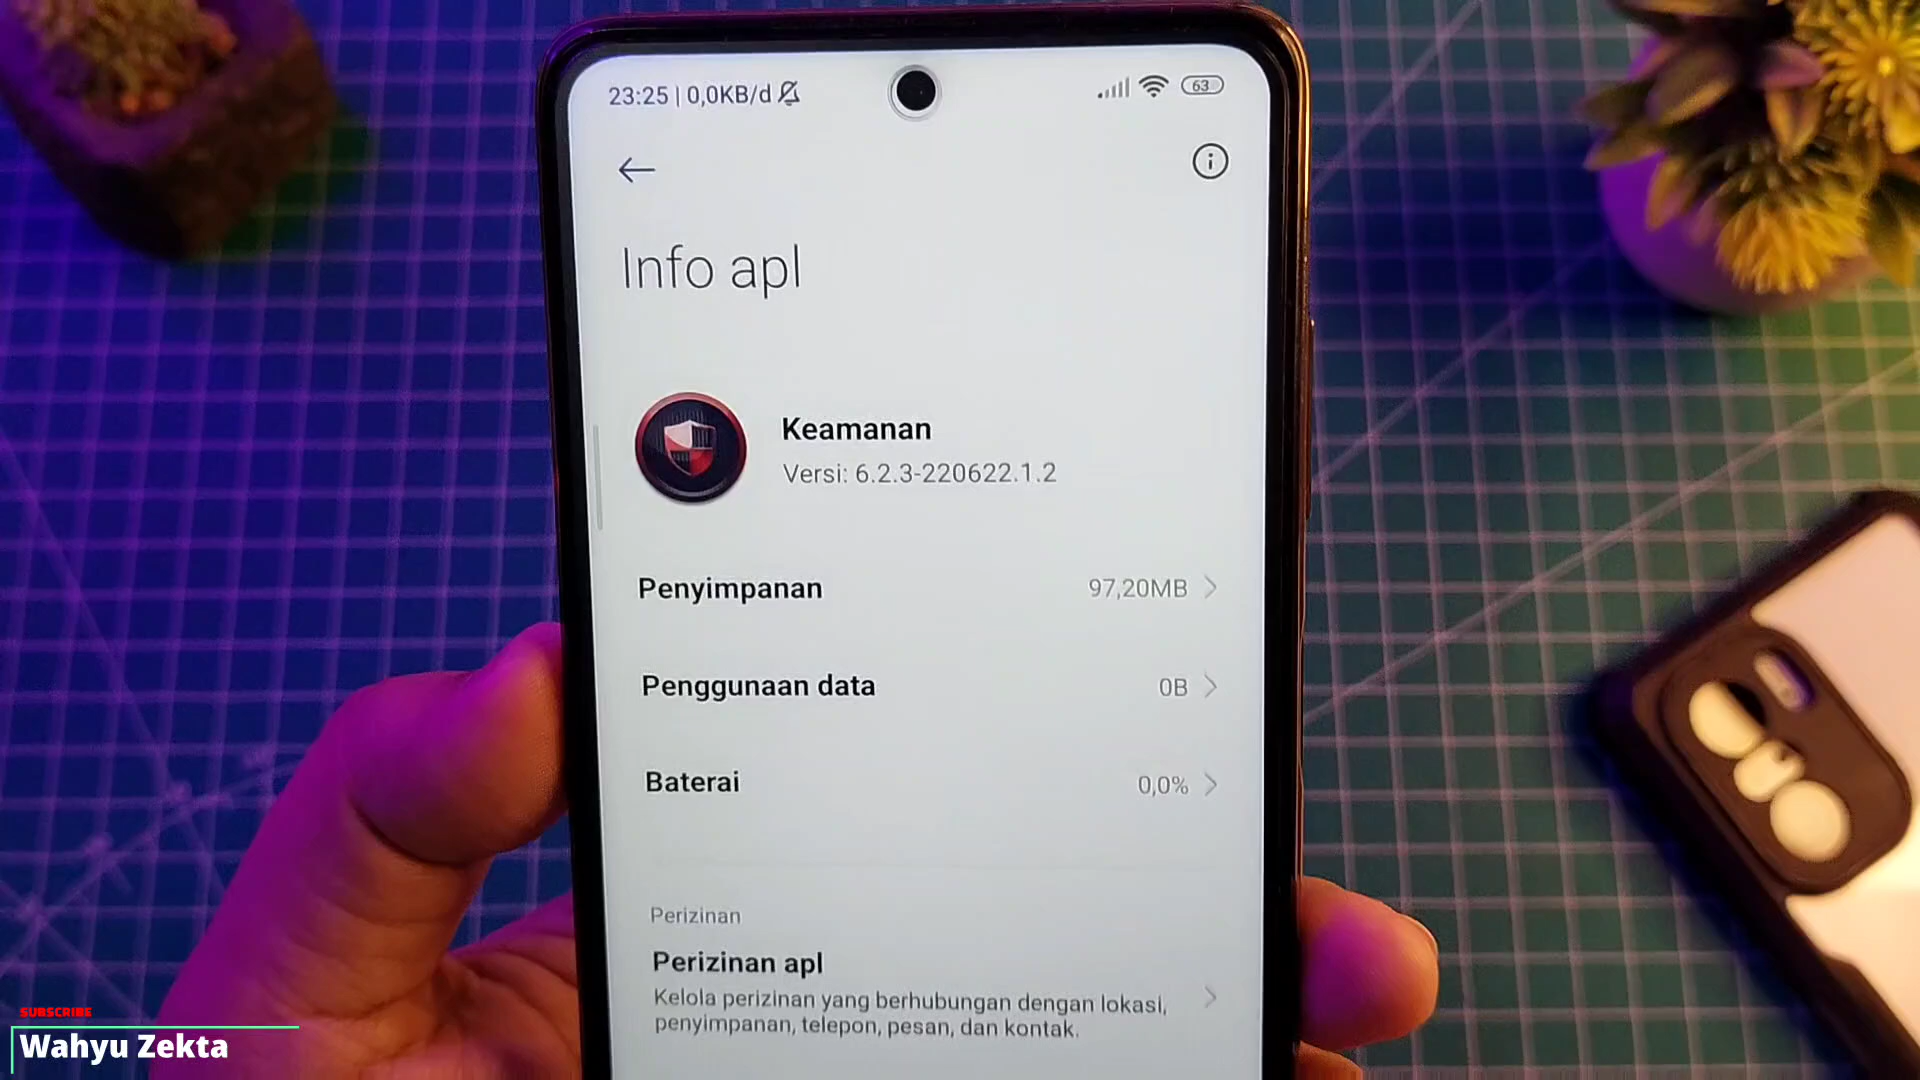 23:25 | 0,0KB/d
63
Info apl
Keamanan
Versi: 6.2.3-220622.1.2
Penyimpanan 97,20MB
Penggunaan data 0B
Baterai 0,0%
Perizinan
Perizinan apl
Kelola perizinan yang berhubungan dengan lokasi,
penyimpanan, telepon, pesan, dan kontak.
SUBSCRIBE
Wahyu Zekta